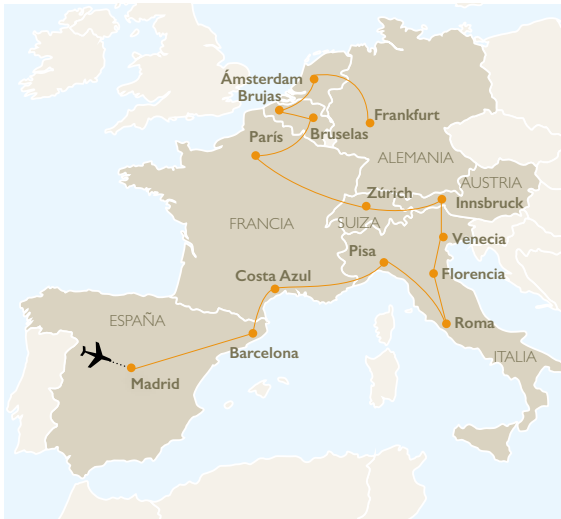 Ámsterdam
Brujas
Frankfurt
Bruselas
París
ALEMANIA
Zúrich
AUSTRIA
Innsbruck
FRANCIA
SUIZA
Venecia
Pisa
Costa Azul
Florencia
ESPAÑA
Roma
Barcelona
ITALIA
Madrid